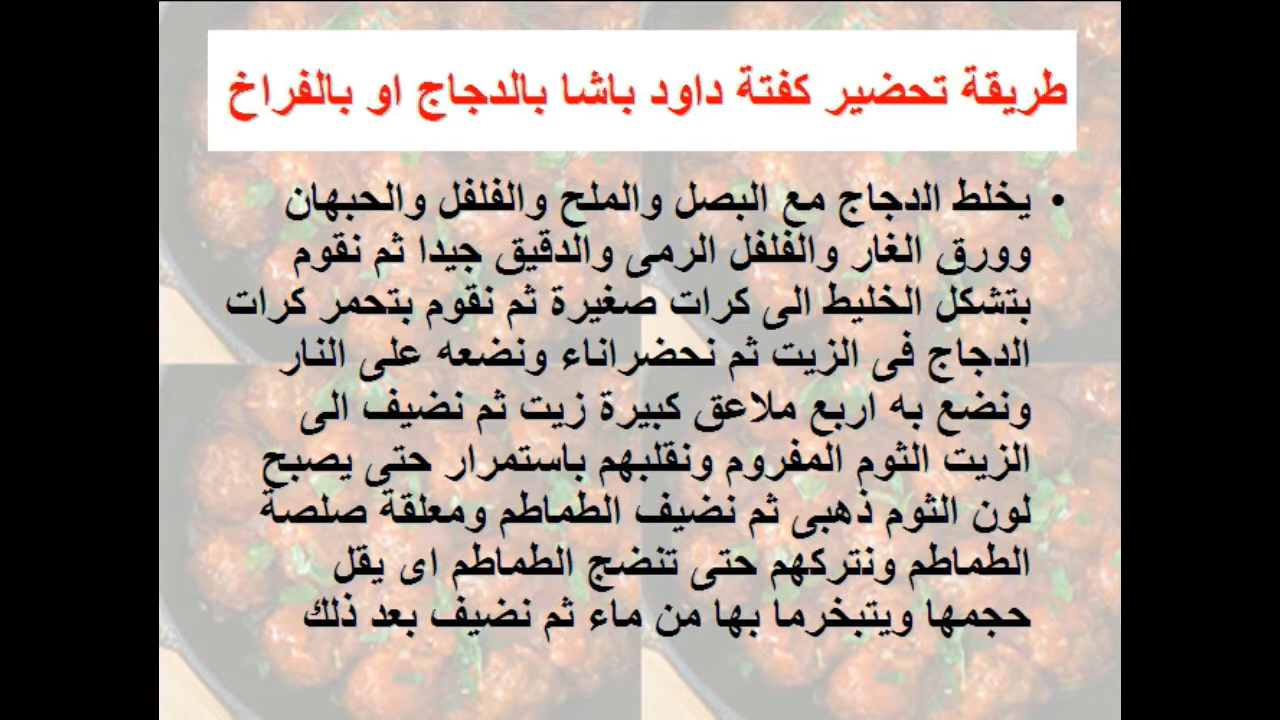 طريقة تحضير كفتة داود باشا بالدجاج او بالفراخ
• يخلط الدجاج مع البصل والملح والفلفل والحبهان
وورق الغار والفلفل الرمى والدقيق جيدا ثم نقوم
بتشكل الخليط الى كرات صغيرة ثم نقوم بتحمر كرات
الدجاج فى الزيت ثم نحضراناء ونضعه على النار
ونضع به اربع ملاعق كبيرة زيت ثم نضيف الى
الزيت الثوم المفروم ونقلبهم باستمرار حتى يصبح
لون الثوم ذهبى ثم نضيف الطماطم ومعلقة صلصة
الطماطم ونتركهم حتى تنضج الطماطم اى يقل
حجمها ويتبخرما بها من ماء ثم نضيف بعد ذلك